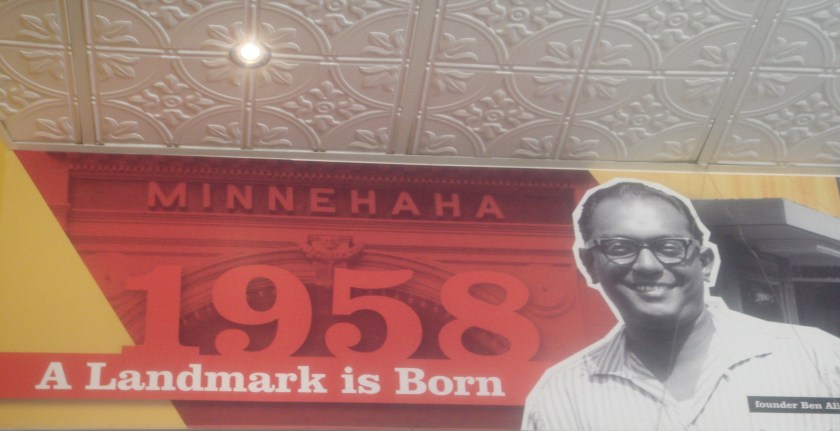 MINNEHAHA
1958
A Landmark is Born
founder Ben Ali